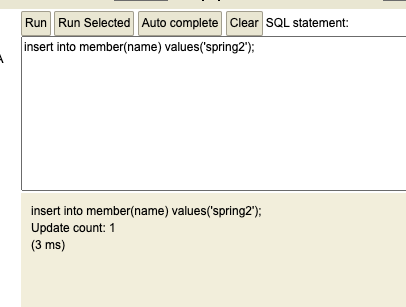 Run Run Selected Auto complete Clear SQL statement:
insert into member(name) values('spring2');
insert into member(name) values('spring2');
Update count: 1
(3 ms)